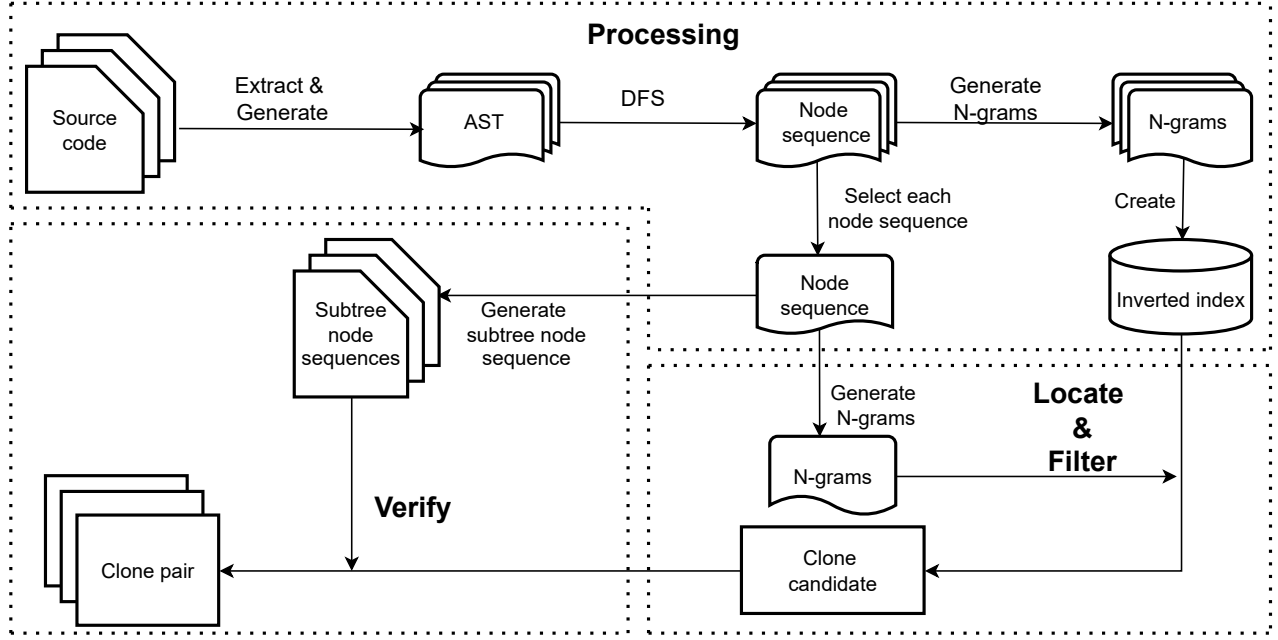 Processing
Source
code
Extract &
Generate
AST
DFS
Node
sequence
Generate
N-grams
N-grams
Select each
node sequence
Create
Inverted index
Node
sequence
Generate
subtree node
sequence
Subtree
node
sequences
Generate
N-grams
Locate
&
Filter
N-grams
Verify
Clone
candidate
Clone pair